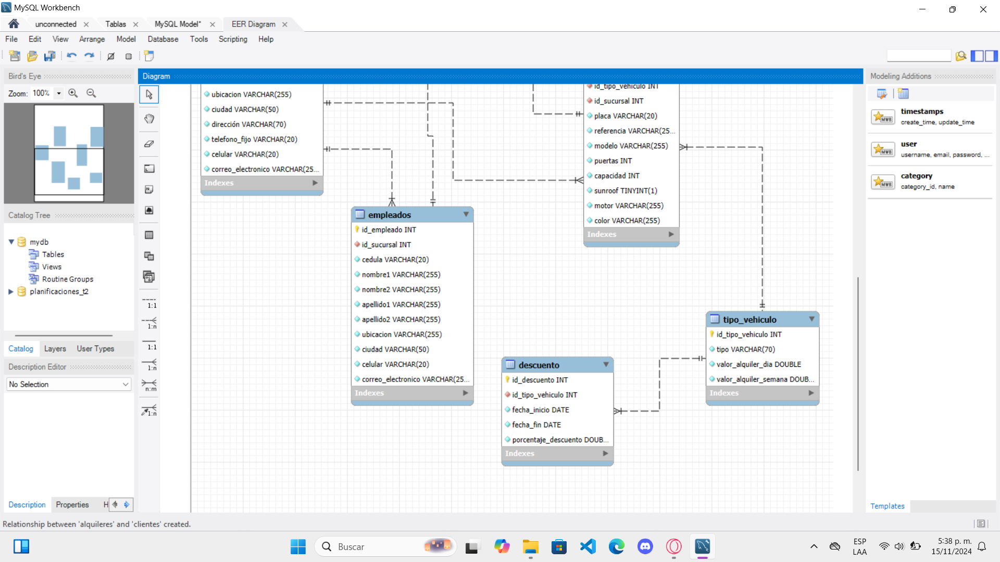 MySQL Workbench
unconnected
Tablas
MySQL Model*
EER Diagram
File Edit View Arrange Model Database Tools Scripting Help
Bird's Eye
Zoom: 100%
Catalog Tree
mydb
Tables
Views
Routine Groups
planificaciones_t2
Catalog Layers User Types
Description Editor
No Selection
Description Properties H
1:1
1:n
1:1
1:n
n:m
1:n
Diagram
ubicacion VARCHAR(255)
ciudad VARCHAR(50)
dirección VARCHAR(70)
telefono_fijo VARCHAR(20)
celular VARCHAR(20)
correo_electronico VARCHAR(25...
Indexes
empleados
id_empleado INT
id_sucursal INT
cedula VARCHAR(20)
nombre1 VARCHAR(255)
nombre2 VARCHAR(255)
apellido1 VARCHAR(255)
apellido2 VARCHAR(255)
ubicacion VARCHAR(255)
ciudad VARCHAR(50)
celular VARCHAR(20)
correo_electronico VARCHAR(25...
Indexes
id_tipo_vehiculo INT
id_sucursal INT
placa VARCHAR(20)
referencia VARCHAR(25...
modelo VARCHAR(255)
puertas INT
capacidad INT
sunroof TINYINT(1)
motor VARCHAR(255)
color VARCHAR(255)
Indexes
descuento
id_descuento INT
id_tipo_vehiculo INT
fecha_inicio DATE
fecha_fin DATE
porcentaje_descuento DOUB...
Indexes
tipo_vehiculo
id_tipo_vehiculo INT
tipo VARCHAR(70)
valor_alquiler_dia DOUBLE
valor_alquiler_semana DOUB...
Indexes
Modeling Additions
MWB
timestamps
create_time, update_time
MWB
user
username, email, password, ...
MWB
category
category_id, name
Templates
Relationship between 'alquileres' and 'clientes' created.
Buscar
ESP
LAA
5:38 p. m.
15/11/2024